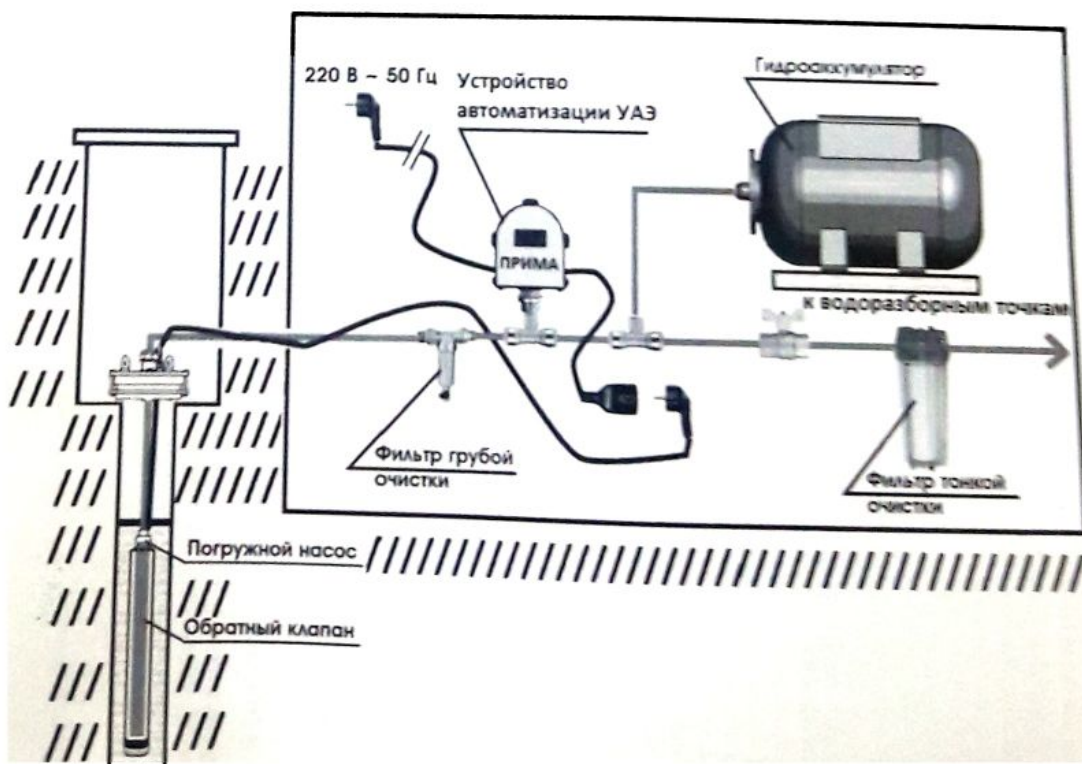 220 В ~ 50 Гц
Устройство
автоматизации УАЭ
Гидроаккумулятор
ПРИМА
к водоразборным точкам
Фильтр грубой
очистки
Фильтр тонкой
очистки
Погружной насос
Обратный клапан